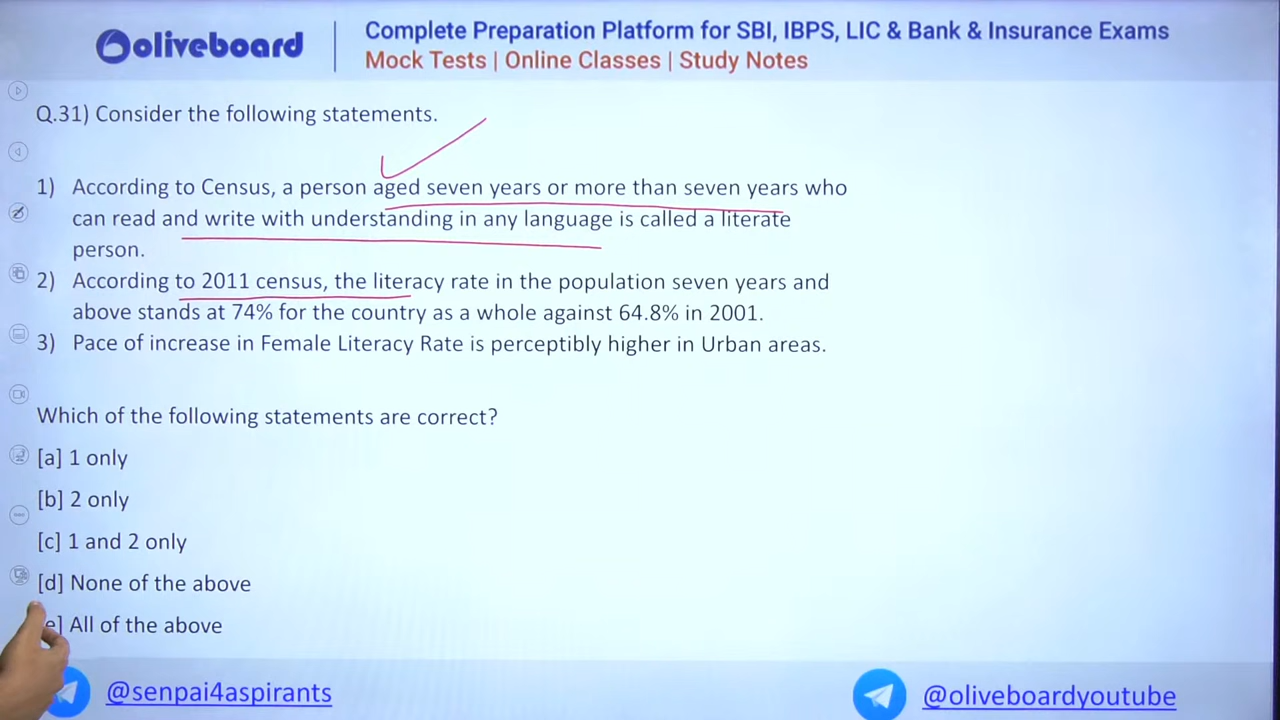 oliveboard
Complete Preparation Platform for SBI, IBPS, LIC & Bank & Insurance Exams
Mock Tests | Online Classes | Study Notes
Q.31) Consider the following statements.
1) According to Census, a person aged seven years or more than seven years who
can read and write with understanding in any language is called a literate
person.
2) According to 2011 census, the literacy rate in the population seven years and
above stands at 74% for the country as a whole against 64.8% in 2001.
3) Pace of increase in Female Literacy Rate is perceptibly higher in Urban areas.
Which of the following statements are correct?
[a] 1 only
[b] 2 only
[c] 1 and 2 only
[d] None of the above
e] All of the above
@senpai4aspirants
@oliveboardyoutube